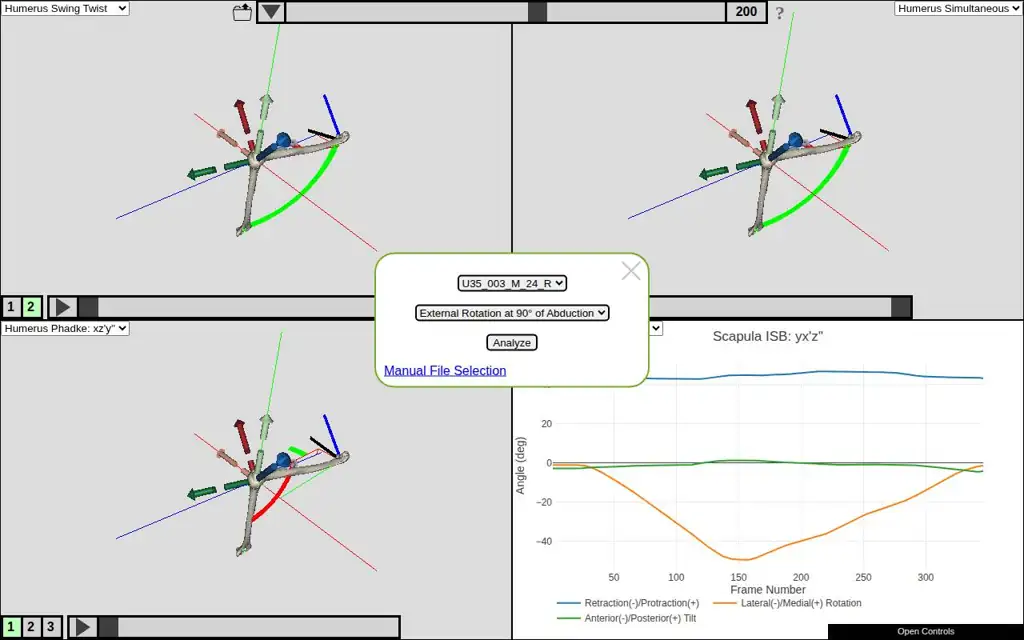 Humerus Swing Twist
200
?
Humerus Simultaneous
1 2
U35_003_M_24_R
External Rotation at 90° of Abduction
Analyze
Manual File Selection
Humerus Phadke: xz'y''
Scapula ISB: yx'z''
20
0
−20
−40
Angle (deg)
50 100 150 200 250 300
Frame Number
Retraction(-)/Protraction(+)
Lateral(-)/Medial(+) Rotation
Anterior(-)/Posterior(+) Tilt
1 2 3
Open Controls